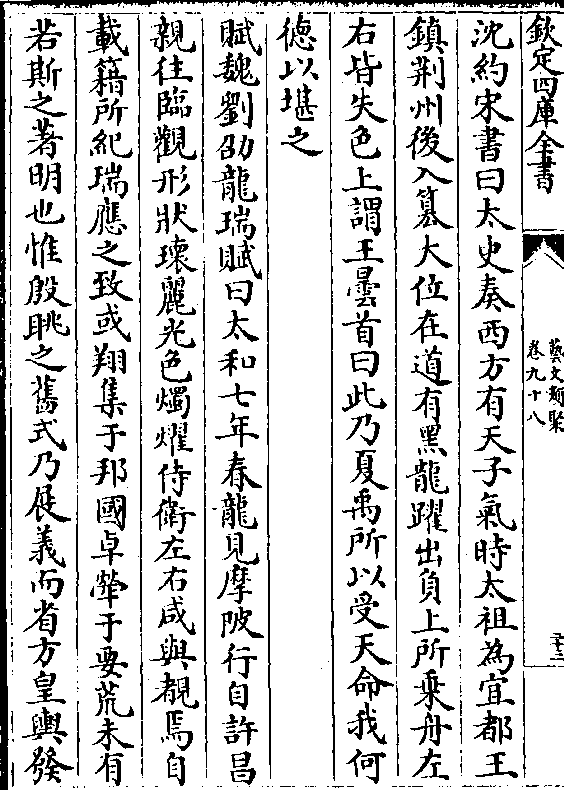 欽定四庫全書
藝文類聚
卷九十八
沈約宋書曰太史奏西方有天子氣時太祖為宜都王
鎮荆州後入簒大位在道有黑龍躍出負上所乗舟左
右皆失色上謂王曇首曰此乃夏禹所以受天命我何
徳以堪之
賦魏劉劭龍瑞賦曰太和七年春龍見摩陂行自許昌
親往臨觀形狀瓌麗光色燭燿侍衛左右咸與覩焉自
載籍所紀瑞應之致或翔集于邦國卓犖于要荒未有
若斯之著明也惟殷眺之舊式乃展義而省方皇輿發